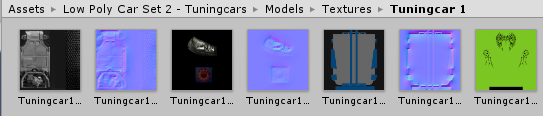 Assets ▸ Low Poly Car Set 2 - Tuningcars ▸ Models ▸ Textures ▸ Tuningcar 1
Tuningcar1... Tuningcar1... Tuningcar1... Tuningcar1... Tuningcar1... Tuningcar1... Tuningcar1...